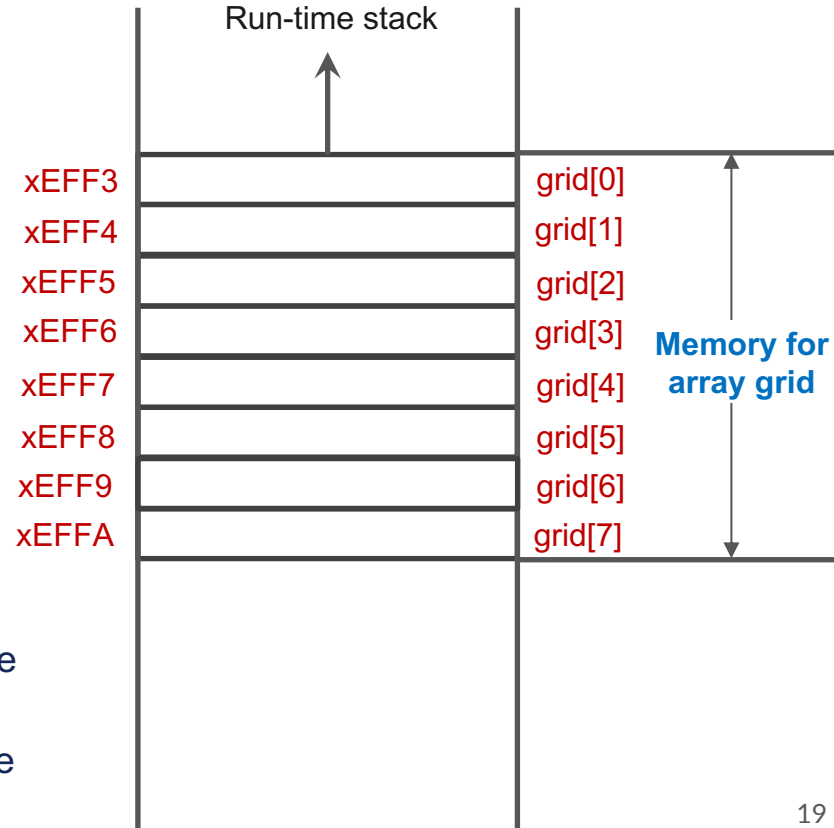 Run-time stack
xEFF3 grid[0]
xEFF4 grid[1]
xEFF5 grid[2]
xEFF6 grid[3]
Memory for
xEFF7 grid[4]
array grid
xEFF8 grid[5]
xEFF9 grid[6]
xEFFA grid[7]
e
e
19